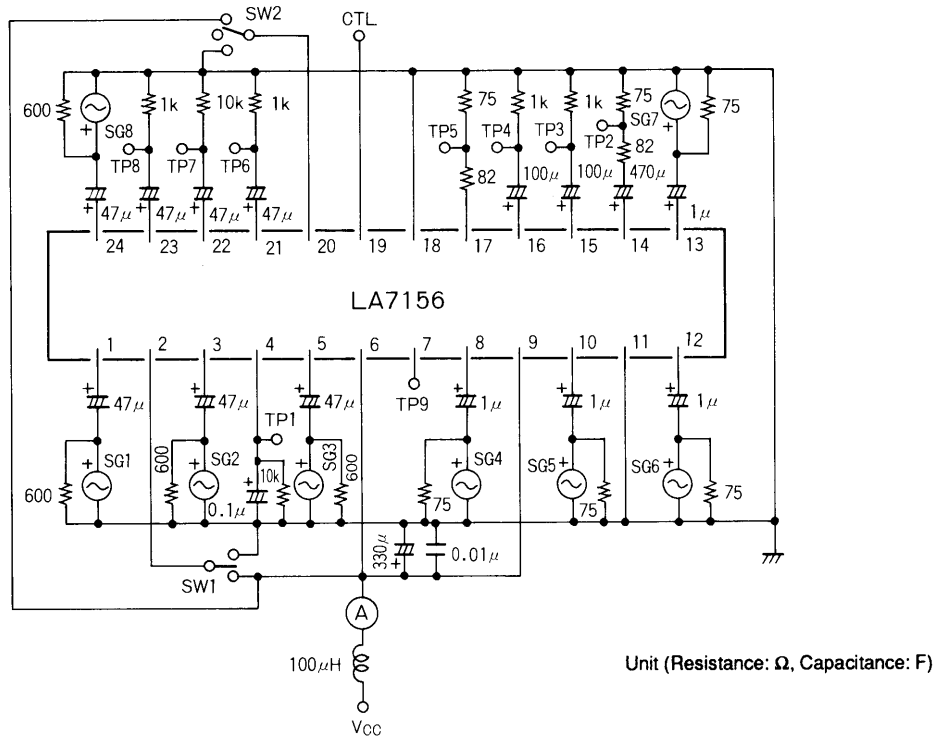 SW2 CTL
600 SG8 + 1k 10k 1k 75 1k 1k 75 SG7 + 75
TP8 TP7 TP6 TP5 TP4 TP3 TP2
82 100μ 100μ 82 470μ
+ 47μ + 47μ + 47μ + 47μ + + + + 1μ
24 23 22 21 20 19 18 17 16 15 14 13
LA7156
1 2 3 4 5 6 7 8 9 10 11 12
+ 47μ + 47μ + 47μ TP9 + 1μ + 1μ + 1μ
TP1
600 + SG1 600 + SG2 + 0.1μ 10k + SG3 600 75 + SG4 + SG5 75 + SG6 75
SW1 330μ + 0.01μ
A
100μH
VCC
Unit (Resistance: Ω, Capacitance: F)